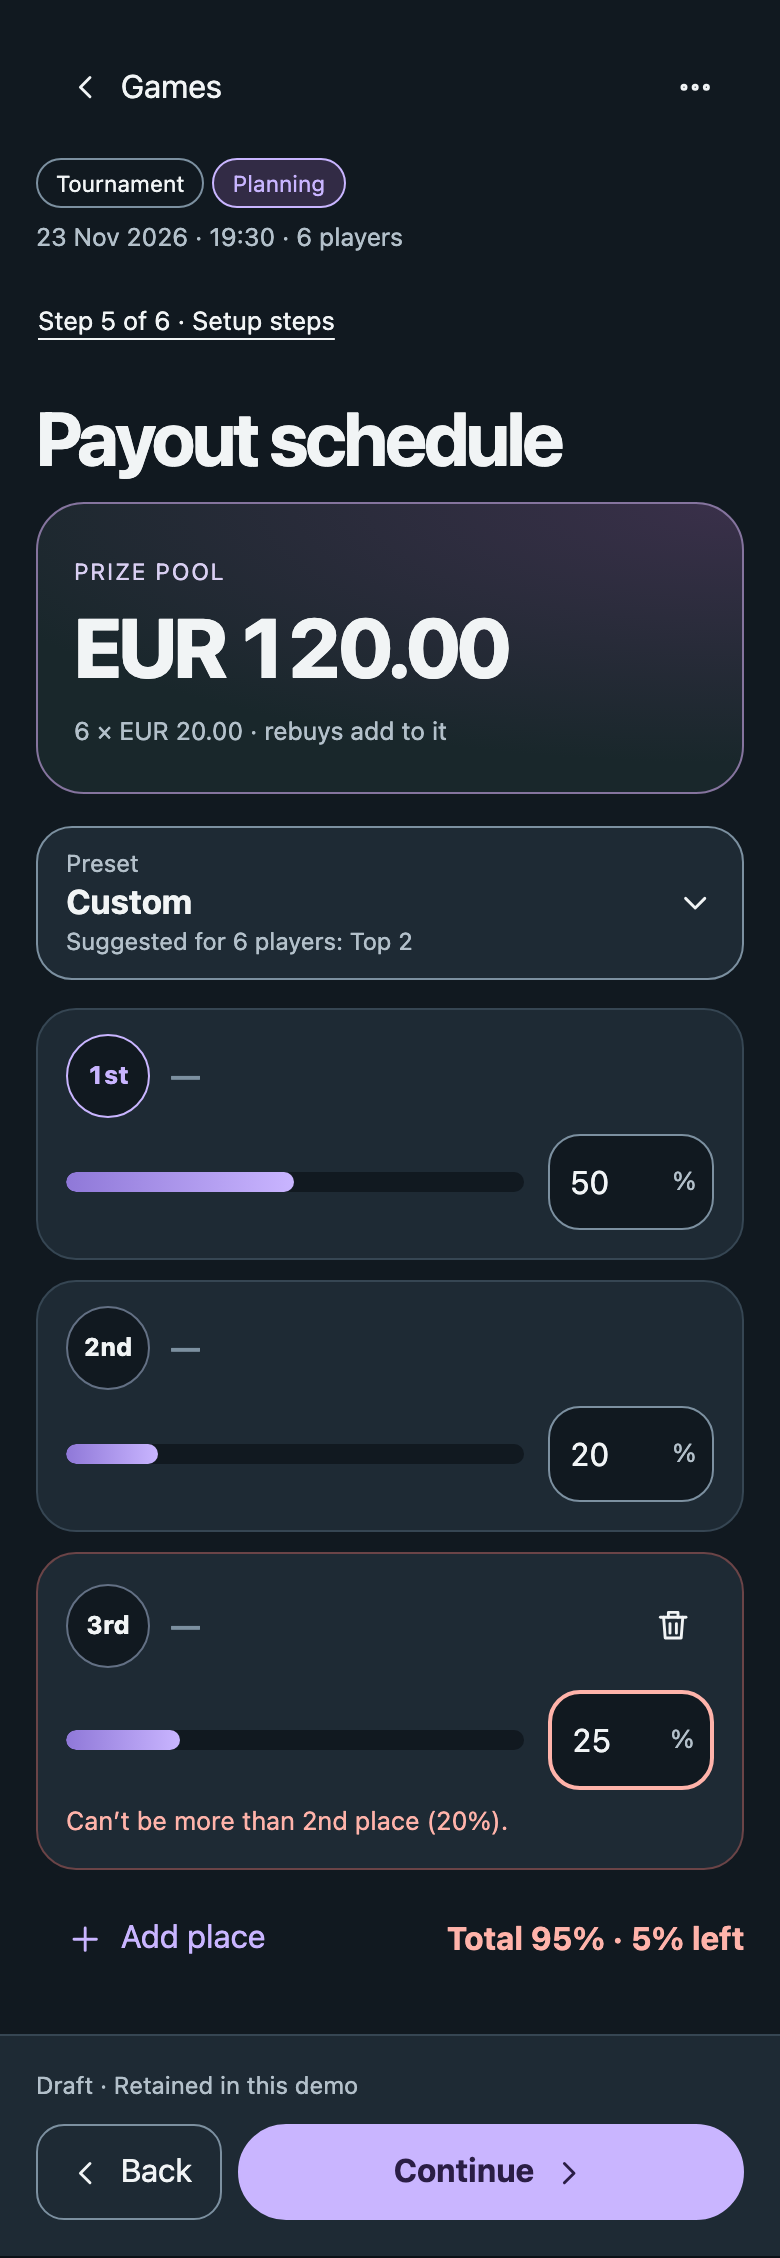 Games
Tournament Planning
23 Nov 2026 · 19:30 · 6 players
Step 5 of 6 · Setup steps
Payout schedule
PRIZE POOL
EUR 120.00
6 × EUR 20.00 · rebuys add to it
Preset
Custom
Suggested for 6 players: Top 2
1st —
50 %
2nd —
20 %
3rd —
25 %
Can’t be more than 2nd place (20%).
Add place Total 95% · 5% left
Draft · Retained in this demo
Back Continue